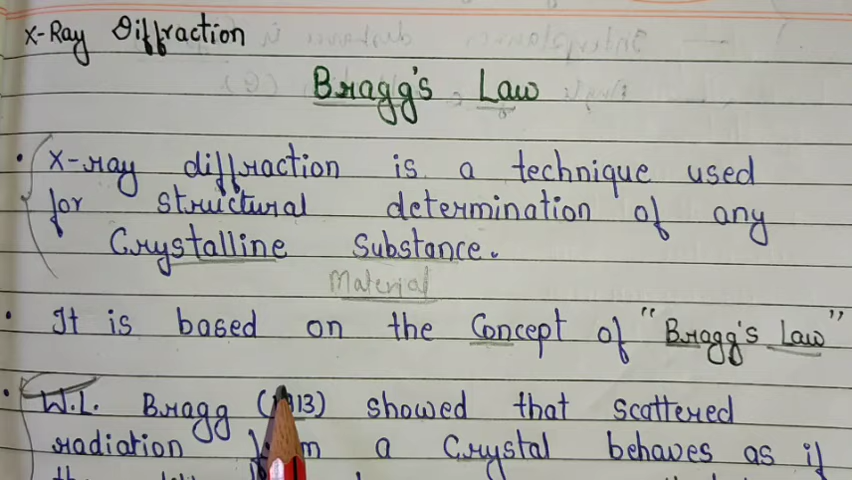 X-Ray Diffraction
Bragg's Law
• X-ray diffraction is a technique used
for structural determination of any
Crystalline Substance.
Material
• It is based on the Concept of "Bragg's Law"
• W.L. Bragg (1913) showed that scattered
radiation a Crystal behaves as if